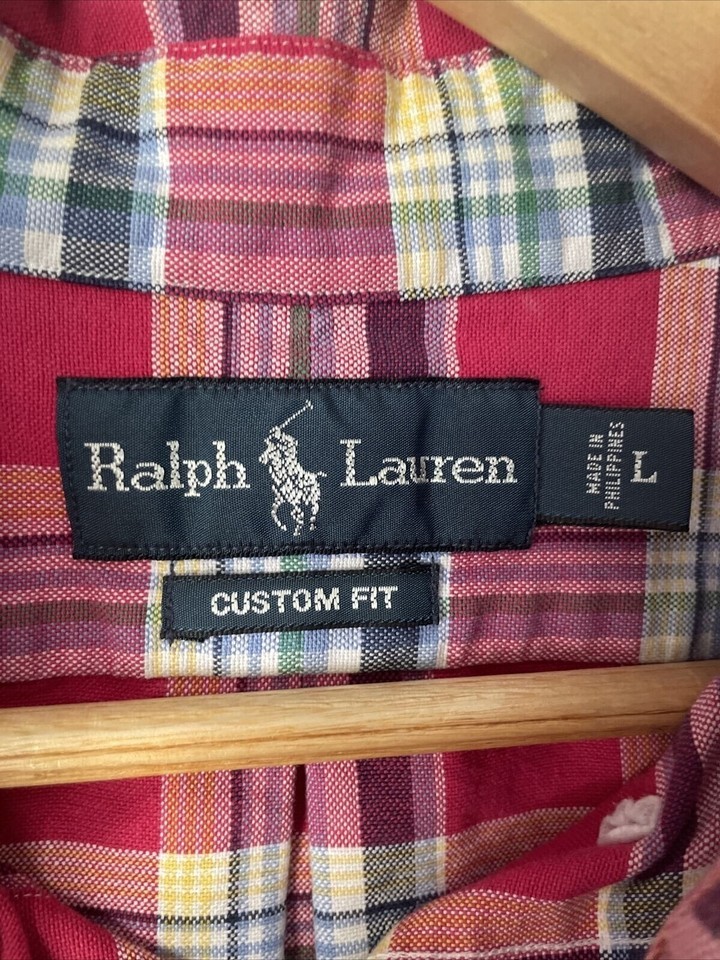 Ralph Lauren
MADE IN
PHILIPPINES
L
CUSTOM FIT